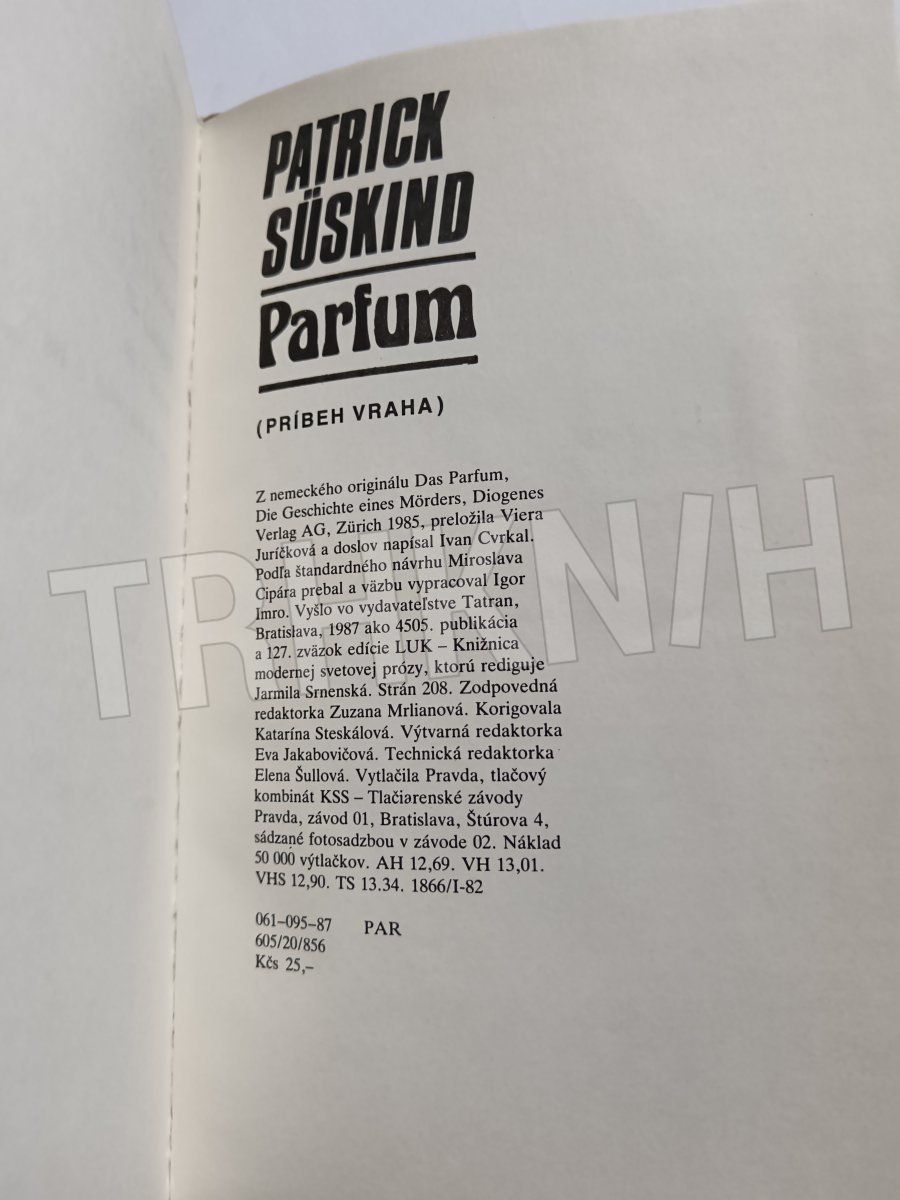 PATRICK
SÜSKIND
Parfum
(PRÍBEH VRAHA)
Z nemeckého originálu Das Parfum,
Die Geschichte eines Mörders, Diogenes
Verlag AG, Zürich 1985, preložila Viera
Juríčková a doslov napísal Ivan Cvrkal.
Podľa štandardného návrhu Miroslava
Cipára prebal a väzbu vypracoval Igor
Imro. Vyšlo vo vydavateľstve Tatran,
Bratislava, 1987 ako 4505. publikácia
a 127. zväzok edície LUK – Knižnica
modernej svetovej prózy, ktorú rediguje
Jarmila Srnenská. Strán 208. Zodpovedná
redaktorka Zuzana Mrlianová. Korigovala
Katarína Steskálová. Výtvarná redaktorka
Eva Jakabovičová. Technická redaktorka
Elena Šullová. Vytlačila Pravda, tlačový
kombinát KSS – Tlačiarenské závody
Pravda, závod 01, Bratislava, Štúrova 4,
sádzané fotosadzbou v závode 02. Náklad
50 000 výtlačkov. AH 12,69. VH 13,01.
VHS 12,90. TS 13.34. 1866/I-82
061–095–87 PAR
605/20/856
Kčs 25,–
TRHKNIH